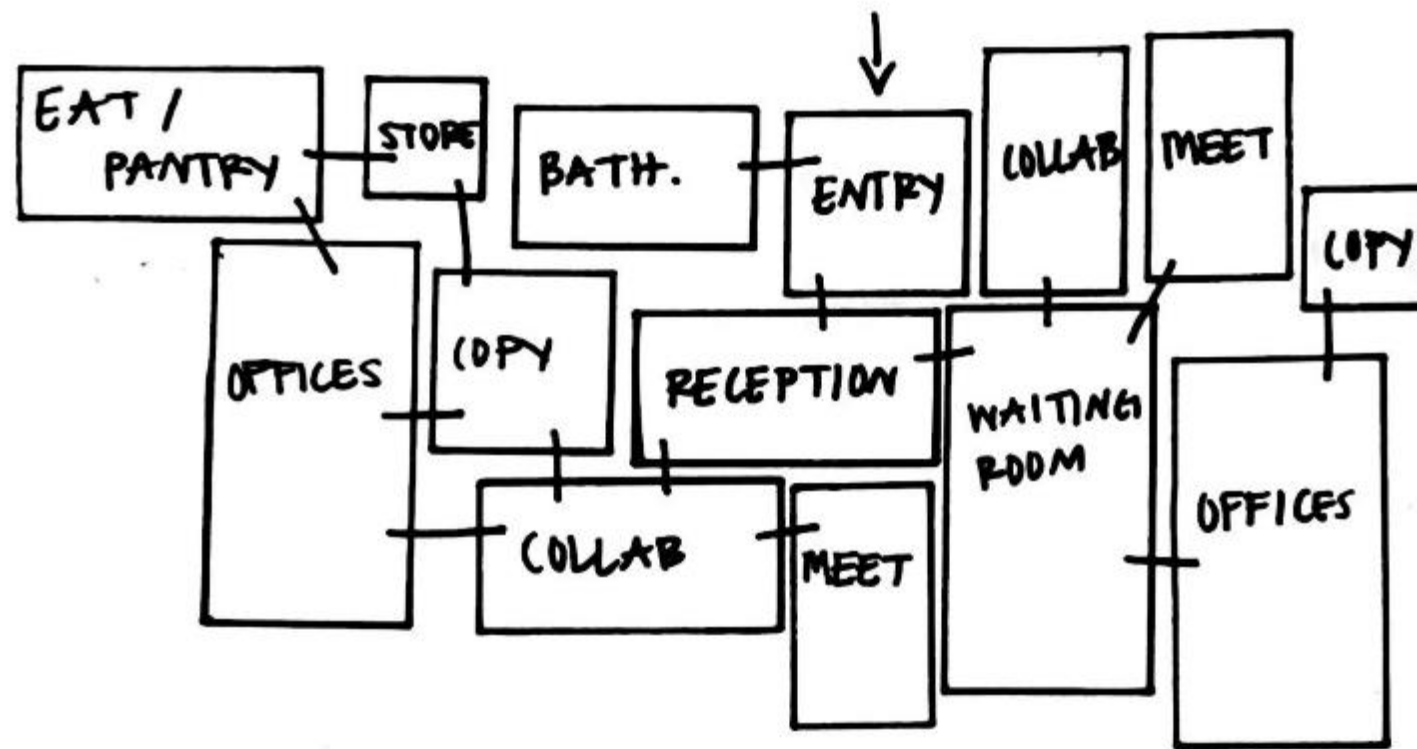 EAT /
PANTRY
STORE
BATH.
ENTRY
COLLAB
MEET
COPY
OFFICES
COPY
RECEPTION
WAITING
ROOM
OFFICES
COLLAB
MEET